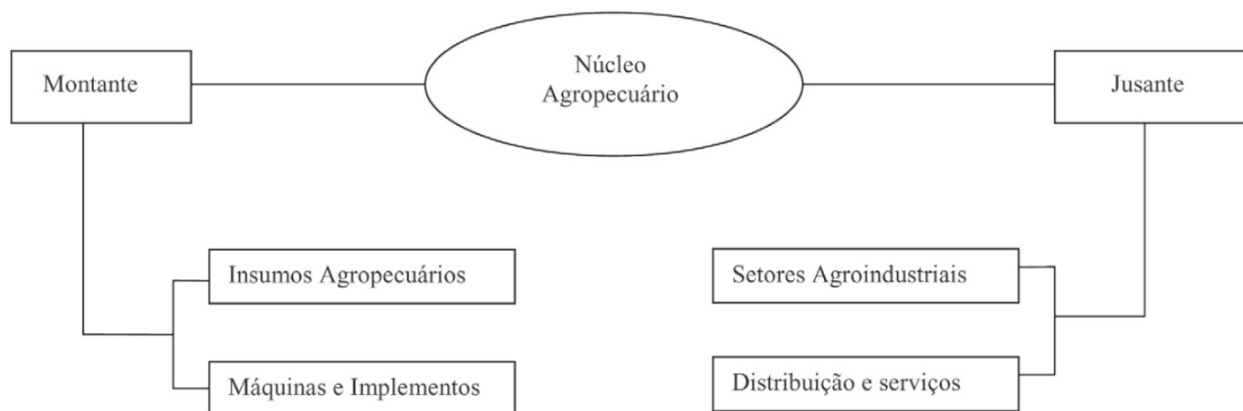 Montante
Núcleo
Agropecuário
Jusante
Insumos Agropecuários
Setores Agroindustriais
Máquinas e Implementos
Distribuição e serviços